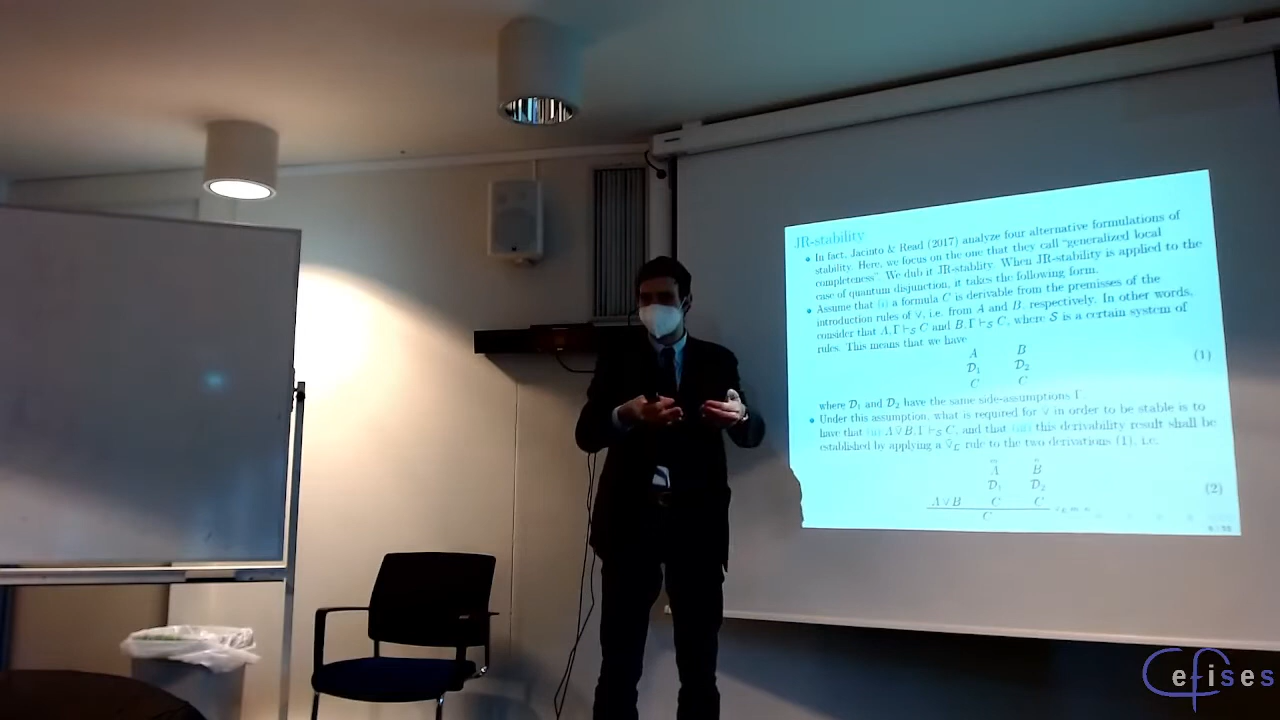 JR-stability
• In fact, Jacinto & Read (2017) analyze four alternative formulations of
stability. Here, we focus on the one that they call "generalized local
completeness". We dub it JR-stablity. When JR-stability is applied to the
case of quantum disjunction, it takes the following form.
• Assume that (i) a formula C is derivable from the premisses of the
introduction rules of ⊻, i.e. from A and B, respectively. In other words,
consider that A, Γ ⊢S C and B, Γ ⊢S C, where S is a certain system of
rules. This means that we have
A B
D₁ D₂ (1)
C C
where D₁ and D₂ have the same side-assumptions Γ.
• Under this assumption, what is required for ⊻ in order to be stable is to
have that (ii) A ⊻ B, Γ ⊢S C, and that (iii) this derivability result shall be
established by applying a ⊻E rule to the two derivations (1), i.e.
A B
D₁ D₂
A ⊻ B C C (2)
C
Cefises